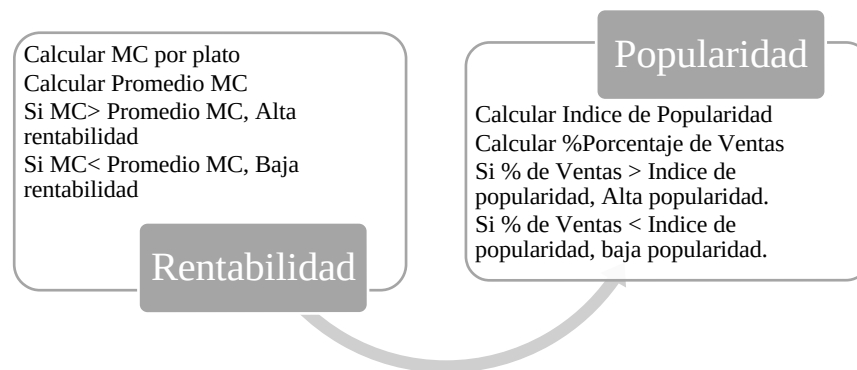 Calcular MC por plato
Calcular Promedio MC
Si MC> Promedio MC, Alta
rentabilidad
Si MC< Promedio MC, Baja
rentabilidad
Rentabilidad
Popularidad
Calcular Indice de Popularidad
Calcular %Porcentaje de Ventas
Si % de Ventas > Indice de
popularidad, Alta popularidad.
Si % de Ventas < Indice de
popularidad, baja popularidad.